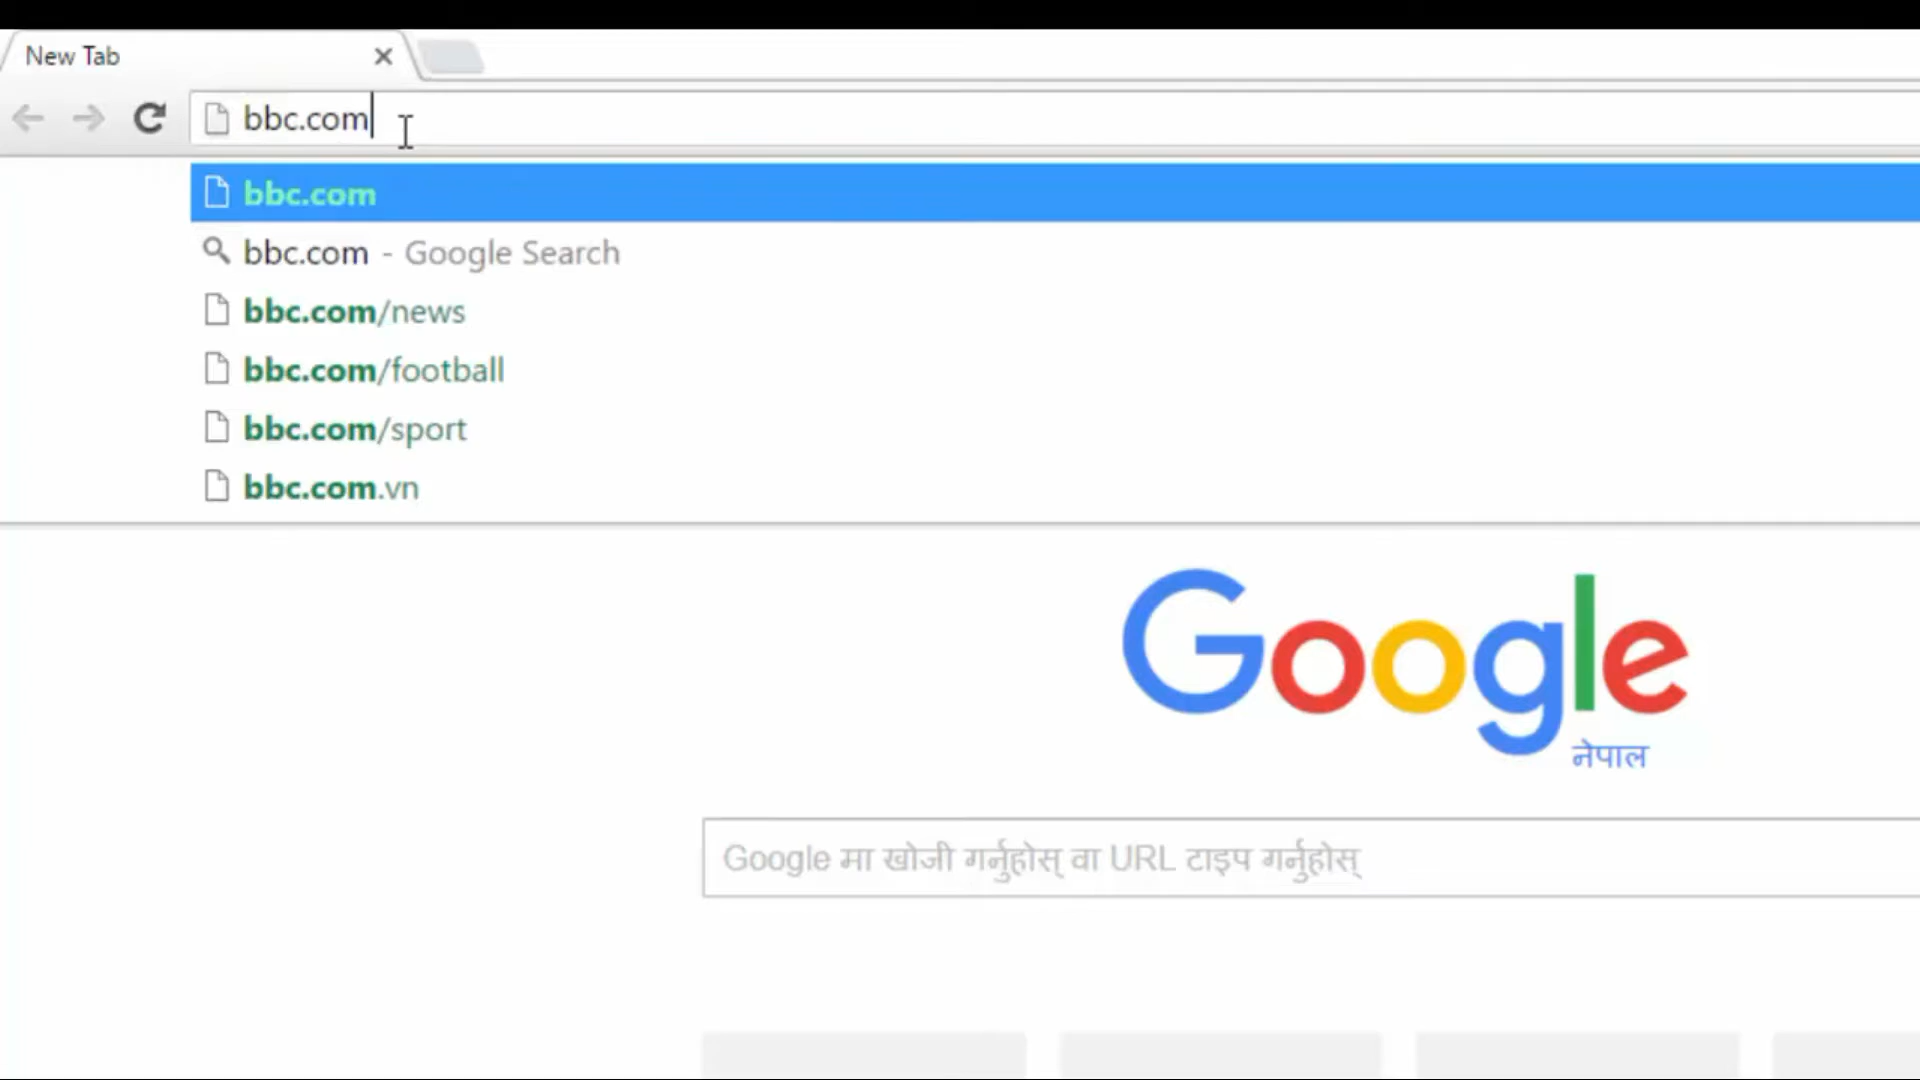 New Tab
bbc.com
bbc.com
bbc.com - Google Search
bbc.com/news
bbc.com/football
bbc.com/sport
bbc.com.vn
Google
नेपाल
Google मा खोजी गर्नुहोस् वा URL टाइप गर्नुहोस्